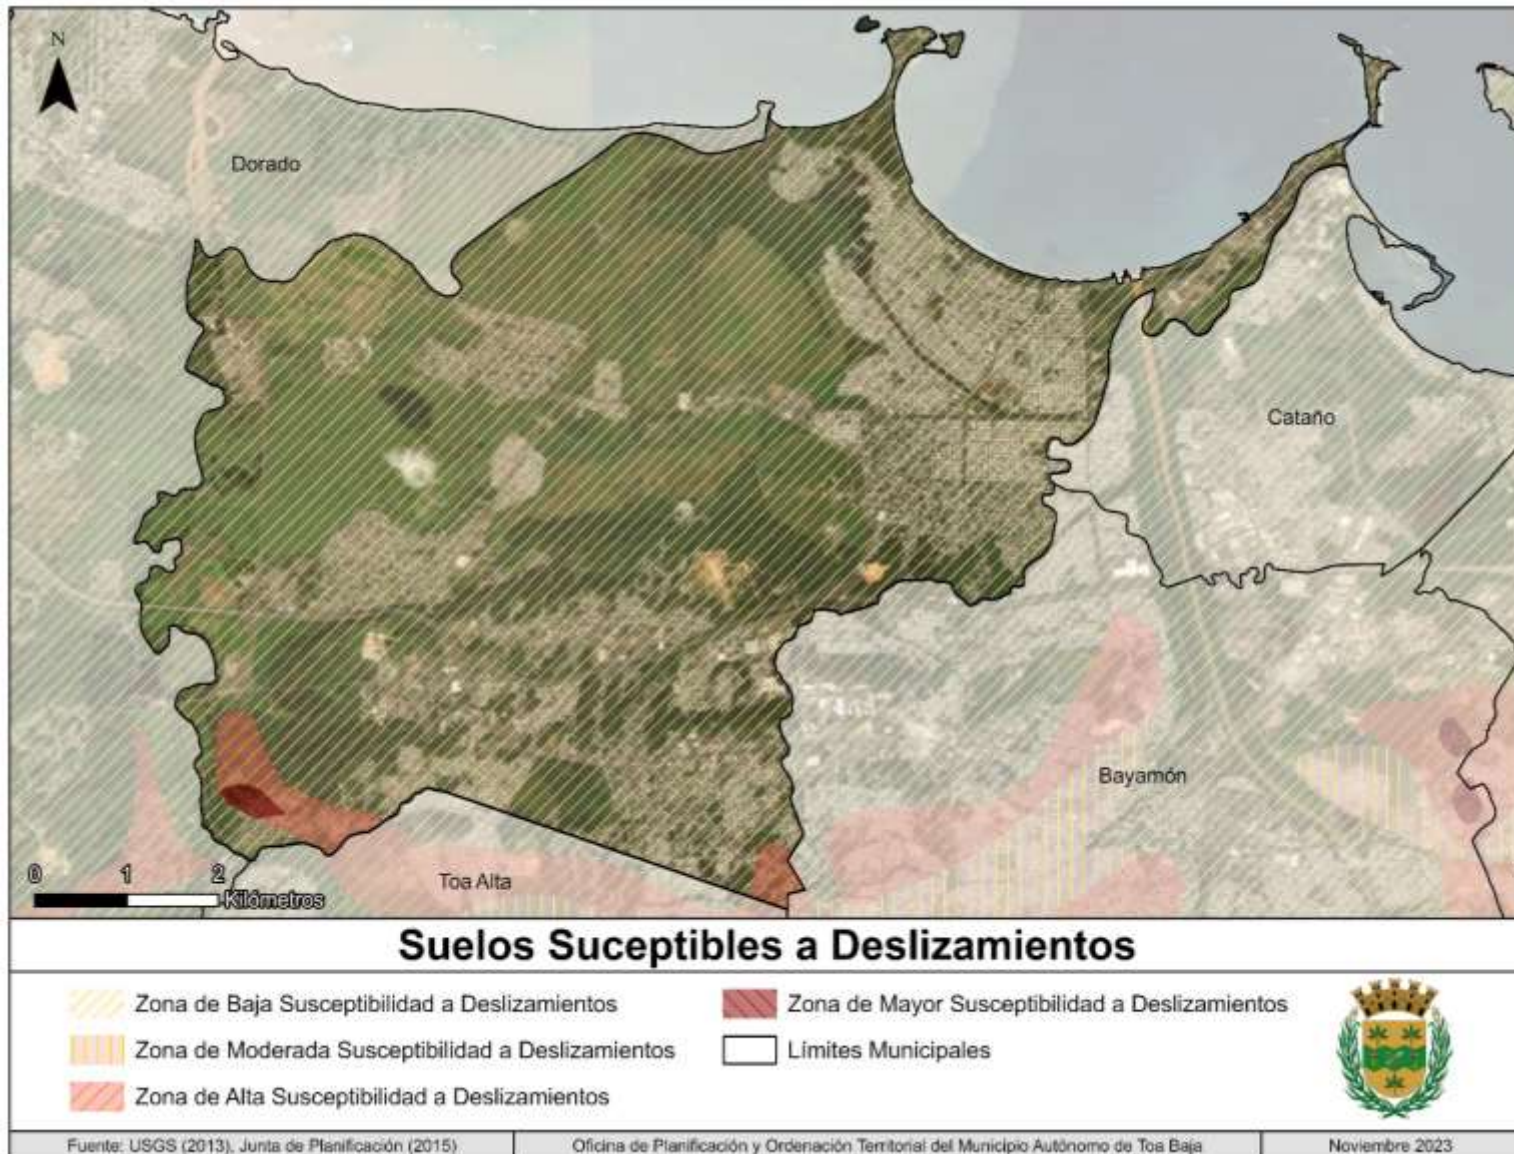 N
Dorado
Cataño
Bayamón
Toa Alta
0 1 2
Kilómetros
Suelos Suceptibles a Deslizamientos
Zona de Baja Susceptibilidad a Deslizamientos
Zona de Mayor Susceptibilidad a Deslizamientos
Zona de Moderada Susceptibilidad a Deslizamientos
Límites Municipales
Zona de Alta Susceptibilidad a Deslizamientos
Fuente: USGS (2013), Junta de Planificación (2015)
Oficina de Planificación y Ordenación Territorial del Municipio Autónomo de Toa Baja
Noviembre 2023